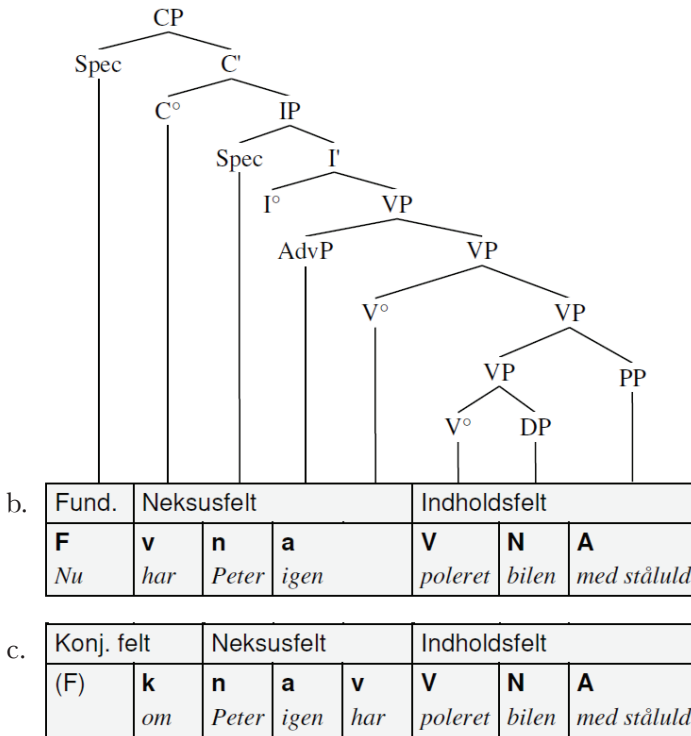 CP
Spec C'
C° IP
Spec I'
I° VP
AdvP VP
V° VP
VP PP
V° DP
b. Fund. Neksusfelt Indholdsfelt
F v n a V N A
Nu har Peter igen poleret bilen med ståluld
c. Konj. felt Neksusfelt Indholdsfelt
(F) k n a v V N A
om Peter igen har poleret bilen med ståluld